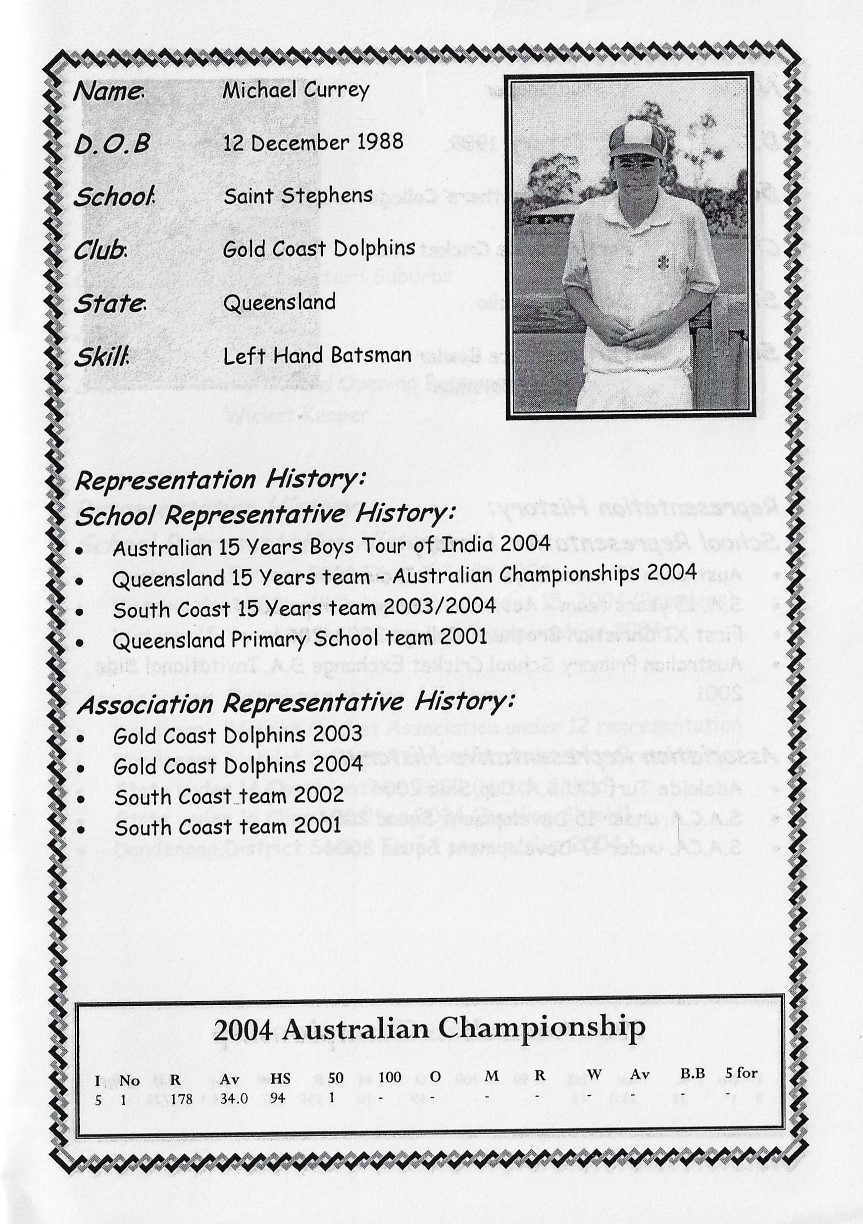 Name: Michael Currey
D.O.B 12 December 1988
School: Saint Stephens
Club: Gold Coast Dolphins
State: Queensland
Skill: Left Hand Batsman
Representation History:
School Representative History:
• Australian 15 Years Boys Tour of India 2004
• Queensland 15 Years team - Australian Championships 2004
• South Coast 15 Years team 2003/2004
• Queensland Primary School team 2001
Association Representative History:
• Gold Coast Dolphins 2003
• Gold Coast Dolphins 2004
• South Coast team 2002
• South Coast team 2001
2004 Australian Championship
I No R Av HS 50 100 O M R W Av B.B 5 for
5 1 178 34.0 94 1 - - - - - - - -